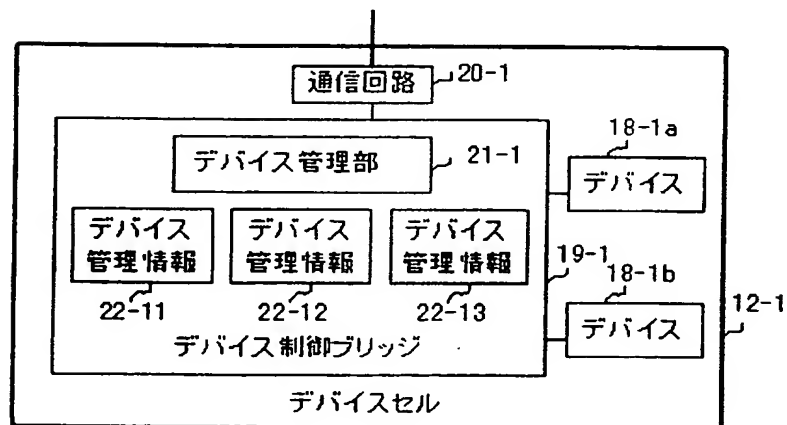 通信回路
20-1
デバイス管理部
21-1
18-1a
デバイス
デバイス
管理情報
デバイス
管理情報
デバイス
管理情報
22-11
22-12
22-13
19-1
18-1b
デバイス
12-1
デバイス制御ブリッジ
デバイスセル